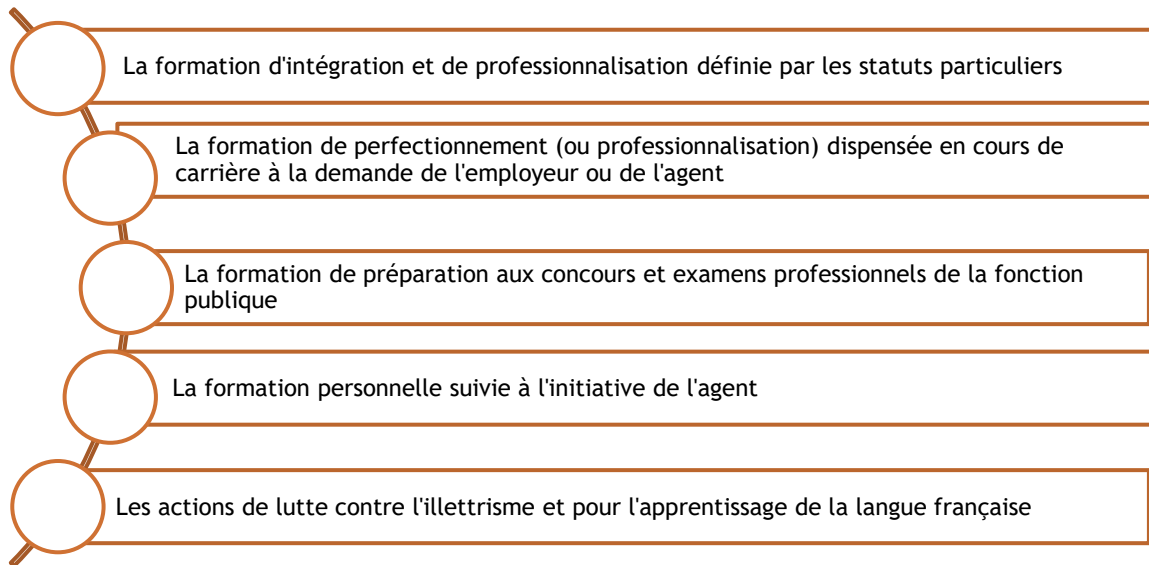 La formation d'intégration et de professionnalisation définie par les statuts particuliers
La formation de perfectionnement (ou professionnalisation) dispensée en cours de
carrière à la demande de l'employeur ou de l'agent
La formation de préparation aux concours et examens professionnels de la fonction
publique
La formation personnelle suivie à l'initiative de l'agent
Les actions de lutte contre l'illettrisme et pour l'apprentissage de la langue française